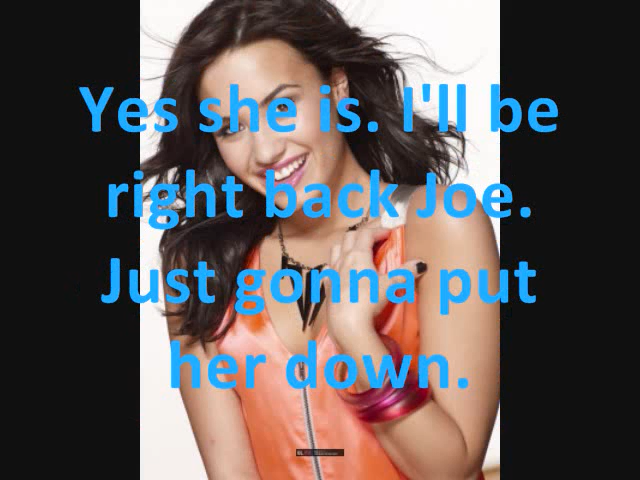 Yes she is. I'll be
right back Joe.
Just gonna put
her down.